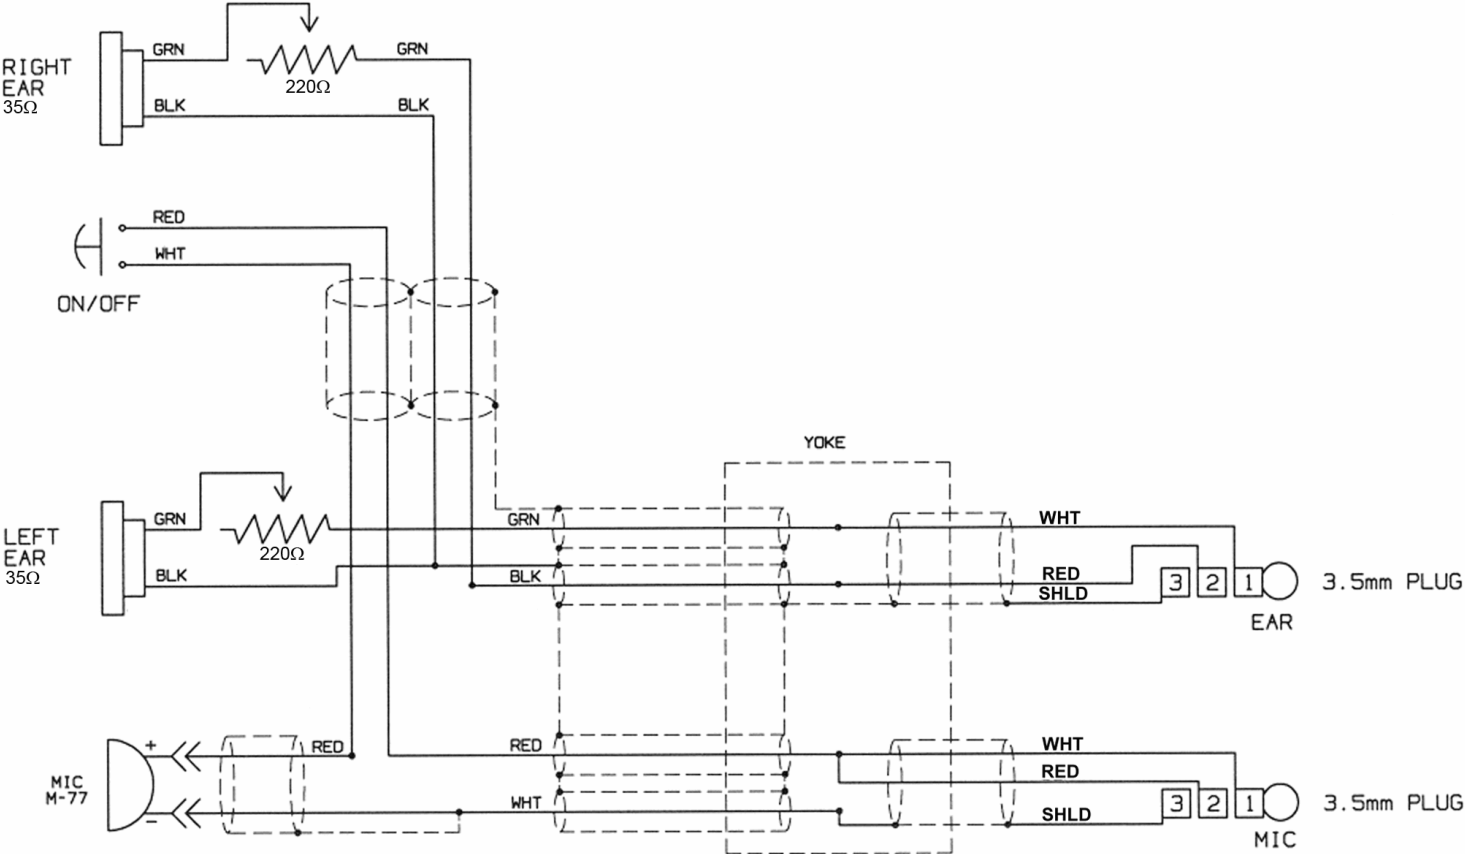 GRN
GRN
RIGHT
EAR
35Ω
220Ω
BLK
BLK
RED
WHT
ON/OFF
YOKE
GRN
GRN
WHT
LEFT
EAR
35Ω
220Ω
BLK
BLK
RED
SHLD
3 2 1
3.5mm PLUG
EAR
+
RED
RED
WHT
RED
MIC
M-77
WHT
SHLD
3 2 1
3.5mm PLUG
−
MIC